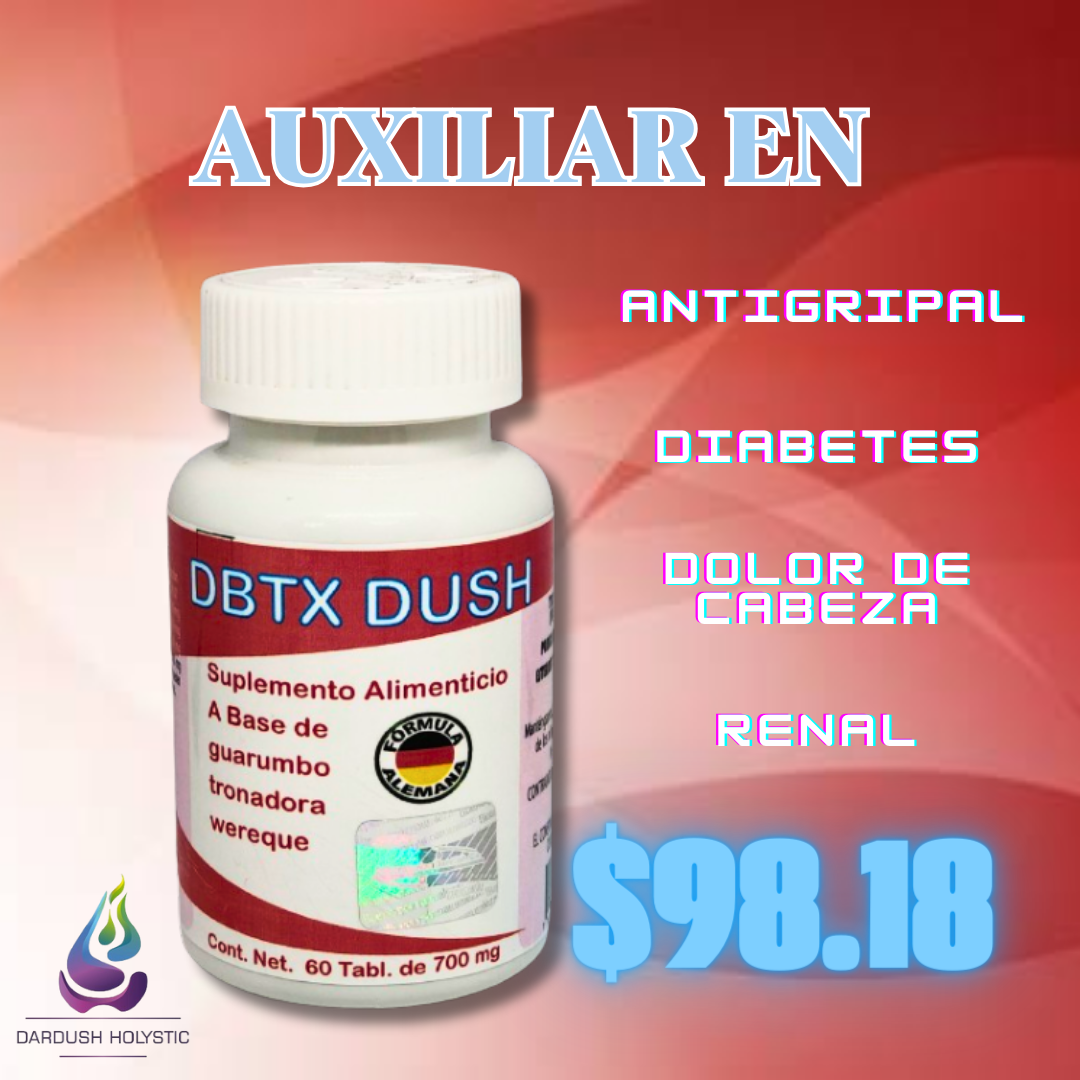 AUXILIAR EN
ANTIGRIPAL
DIABETES
DOLOR DE
CABEZA
RENAL
$98.18
DBTX DUSH
Suplemento Alimenticio
A Base de
guarumbo
tronadora
wereque
FÓRMULA
ALEMANA
Cont. Net. 60 Tabl. de 700 mg
DARDUSH HOLYSTIC